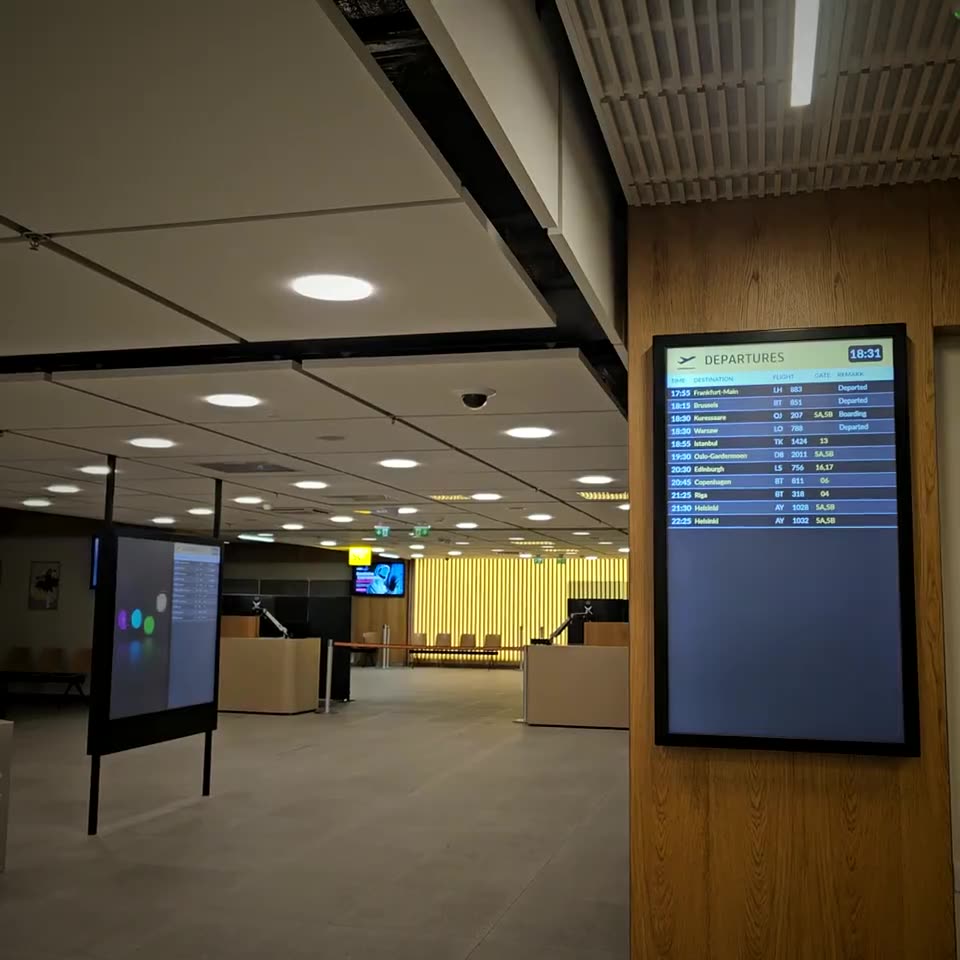 DEPARTURES 18:31
TIME DESTINATION FLIGHT GATE REMARK
17:55 Frankfurt-Main LH 883 Departed
18:15 Brussels BT 851 Departed
18:30 Kuressaare OJ 207 5A,5B Boarding
18:30 Warsaw LO 788 Departed
18:55 Istanbul TK 1424 13
19:30 Oslo-Gardermoen D8 2011 5A,5B
20:30 Edinburgh LS 756 16,17
20:45 Copenhagen BT 811 06
21:25 Riga BT 318 04
21:30 Helsinki AY 1028 5A,5B
22:25 Helsinki AY 1032 5A,5B